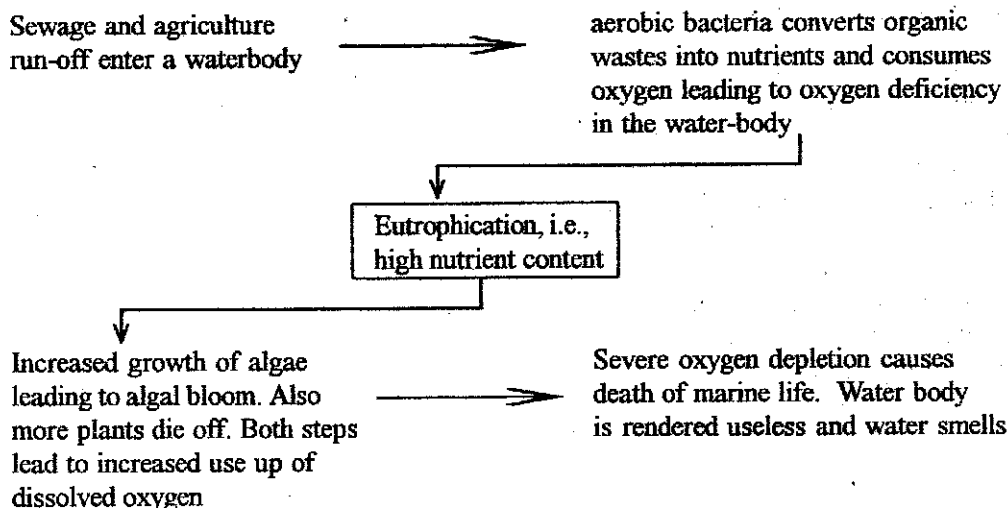 Sewage and agriculture
run-off enter a waterbody
aerobic bacteria converts organic
wastes into nutrients and consumes
oxygen leading to oxygen deficiency
in the water-body
Eutrophication, i.e.,
high nutrient content
Increased growth of algae
leading to algal bloom. Also
more plants die off. Both steps
lead to increased use up of
dissolved oxygen
Severe oxygen depletion causes
death of marine life. Water body
is rendered useless and water smells